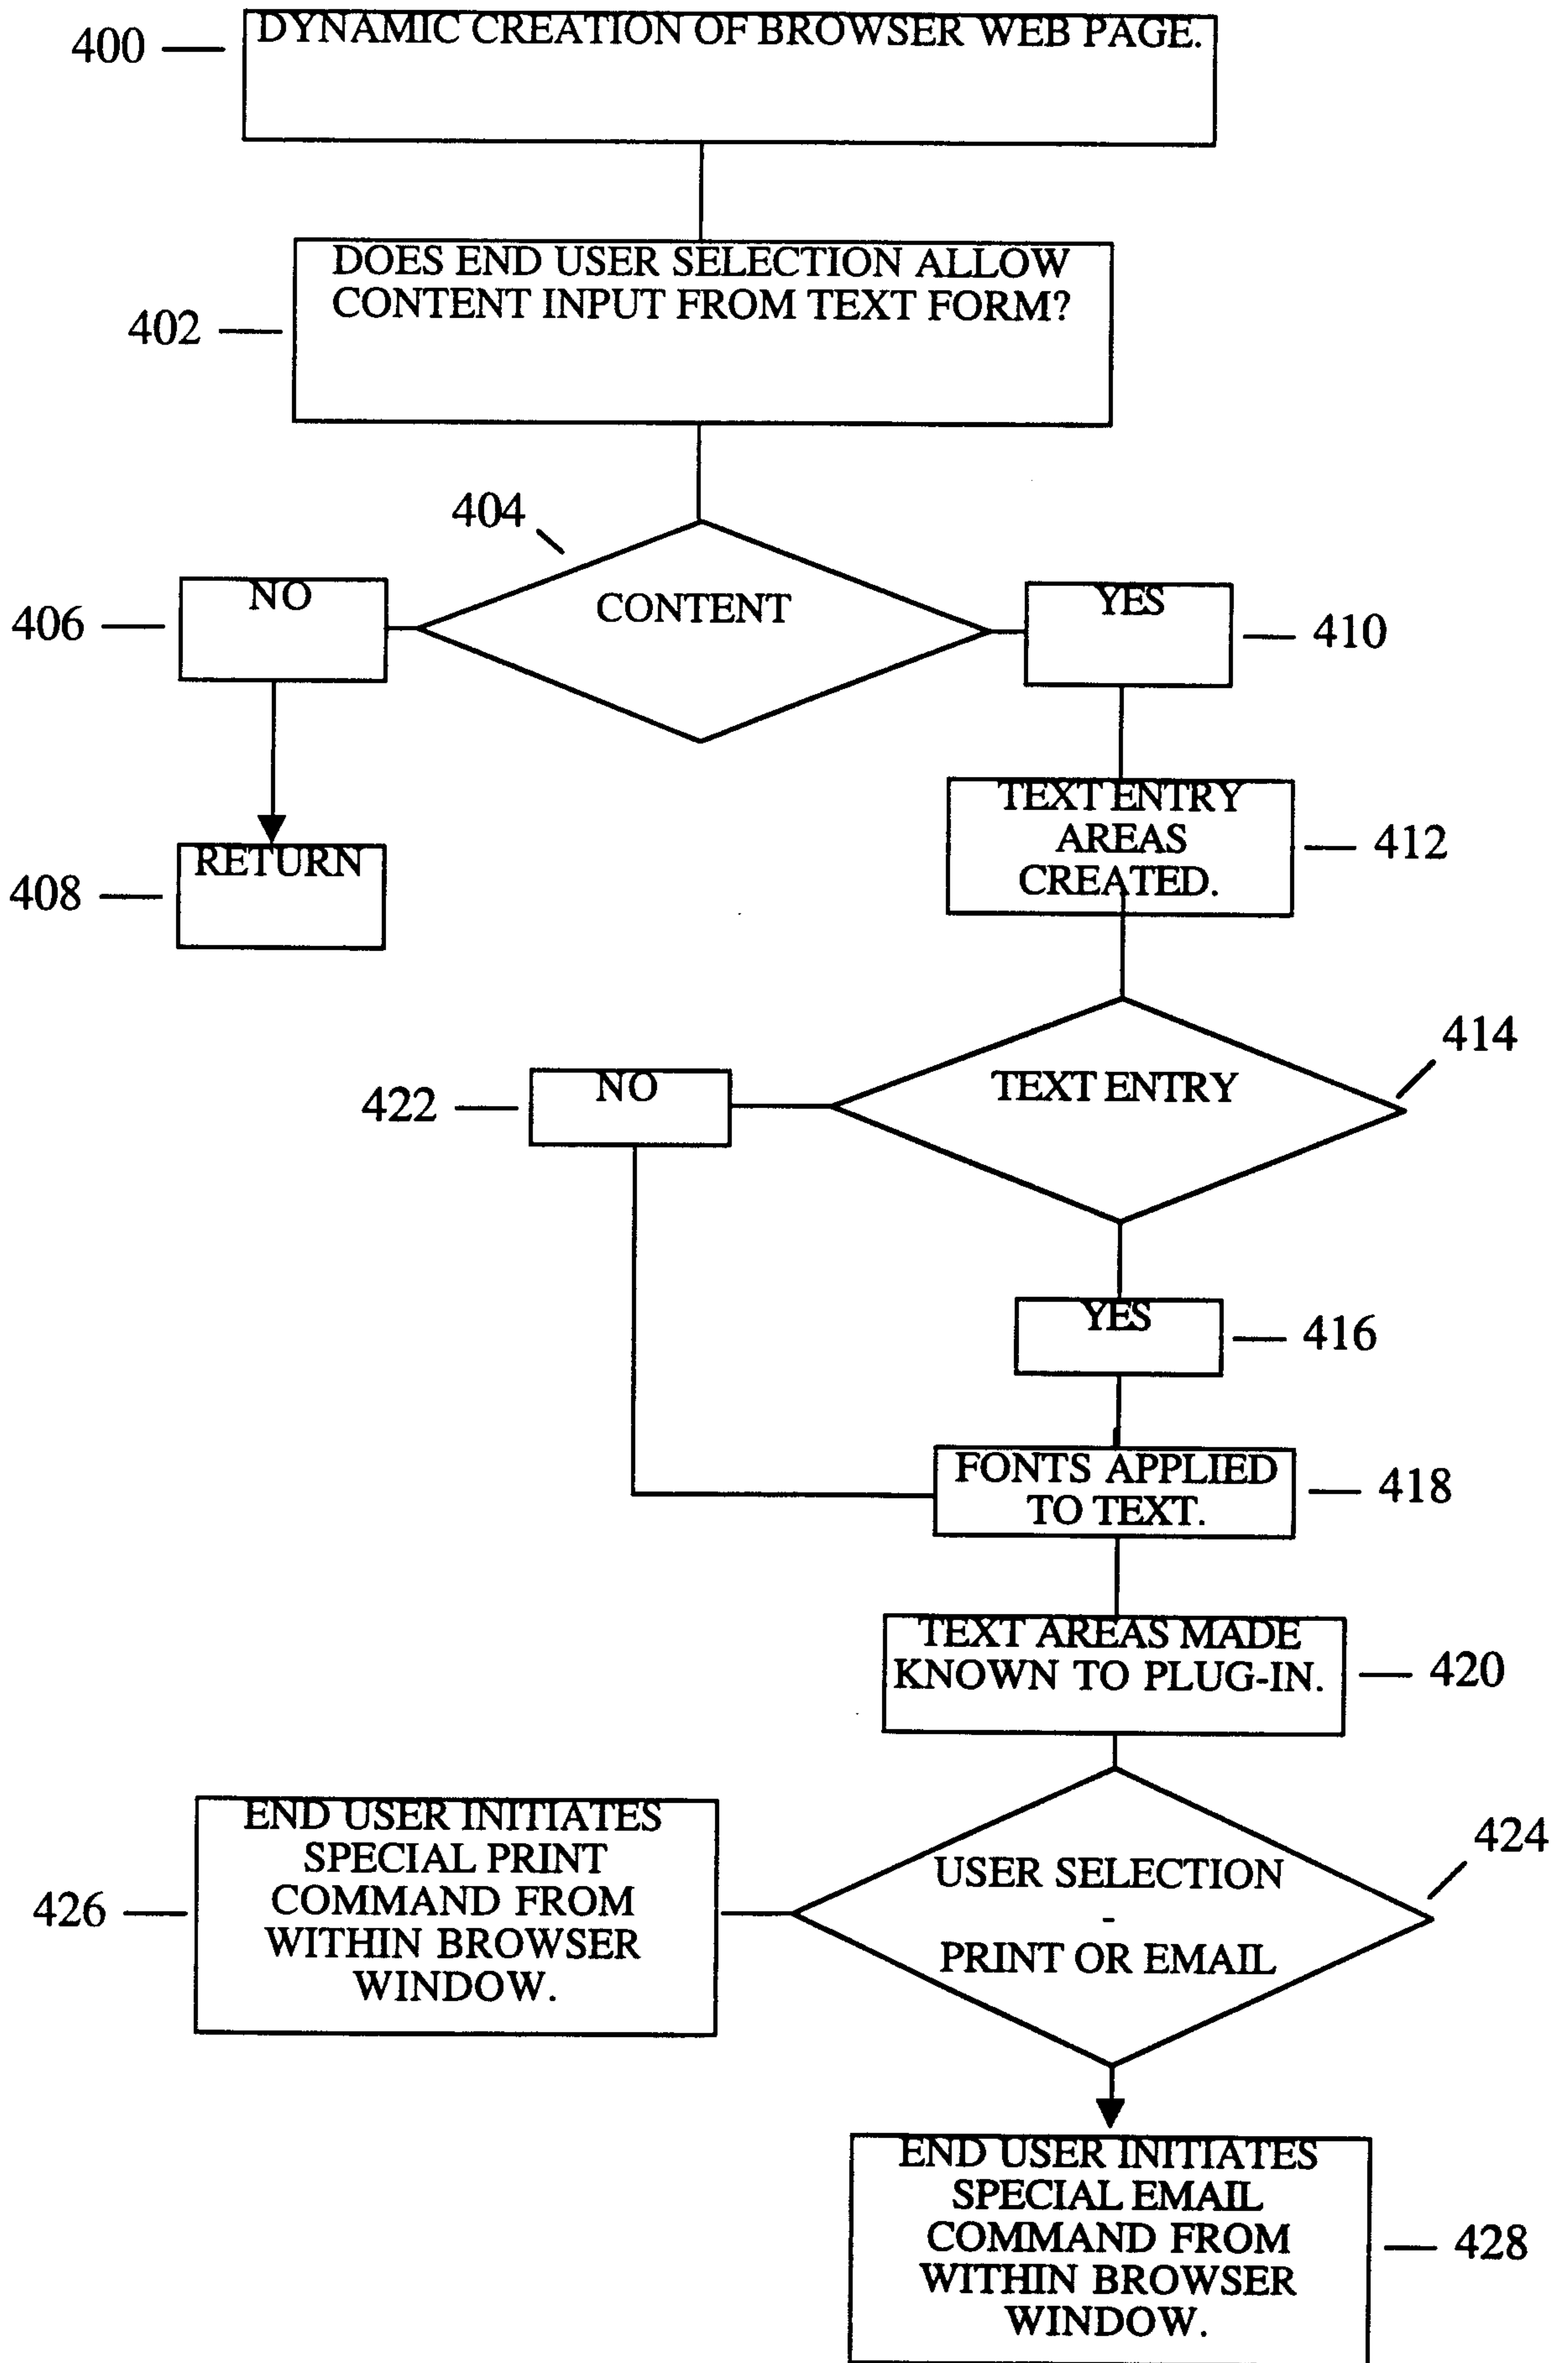 400
DYNAMIC CREATION OF BROWSER WEB PAGE.
402
DOES END USER SELECTION ALLOW
CONTENT INPUT FROM TEXT FORM?
404
CONTENT
406
NO
YES
410
408
RETURN
TEXT ENTRY
AREAS
CREATED.
412
414
TEXT ENTRY
422
NO
YES
416
FONTS APPLIED
TO TEXT.
418
TEXT AREAS MADE
KNOWN TO PLUG-IN.
420
424
USER SELECTION
-
PRINT OR EMAIL
426
END USER INITIATES
SPECIAL PRINT
COMMAND FROM
WITHIN BROWSER
WINDOW.
END USER INITIATES
SPECIAL EMAIL
COMMAND FROM
WITHIN BROWSER
WINDOW.
428